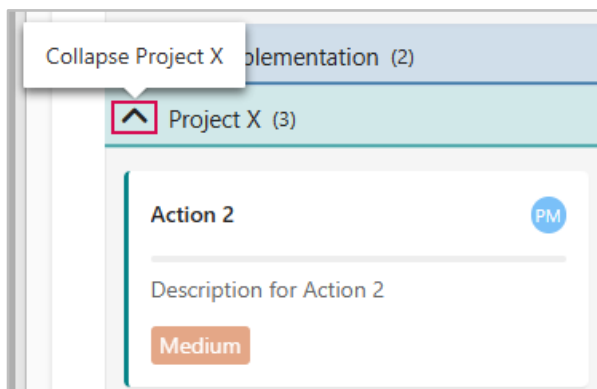 Collapse Project X
plementation (2)
Project X (3)
Action 2
PM
Description for Action 2
Medium